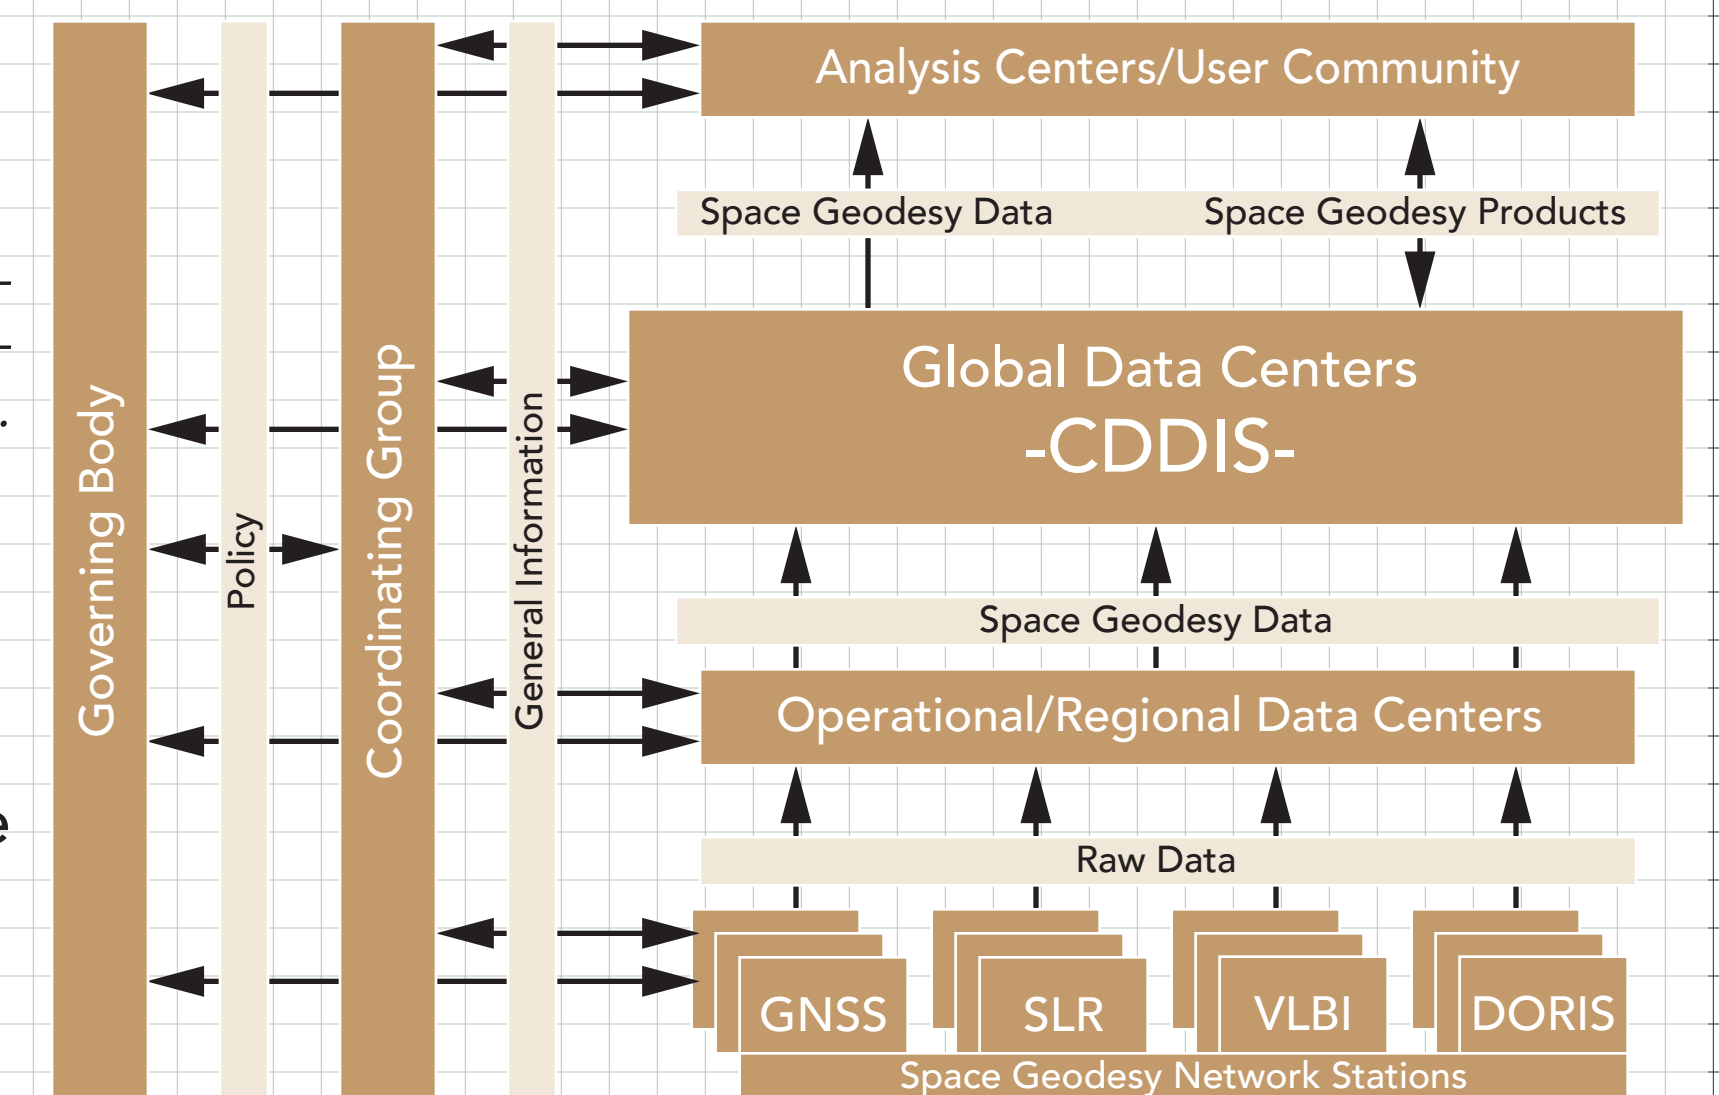 Governing Body
Policy
Coordinating Group
General Information
Analysis Centers/User Community
Space Geodesy Data
Space Geodesy Products
Global Data Centers
-CDDIS-
Space Geodesy Data
Operational/Regional Data Centers
Raw Data
GNSS
SLR
VLBI
DORIS
Space Geodesy Network Stations